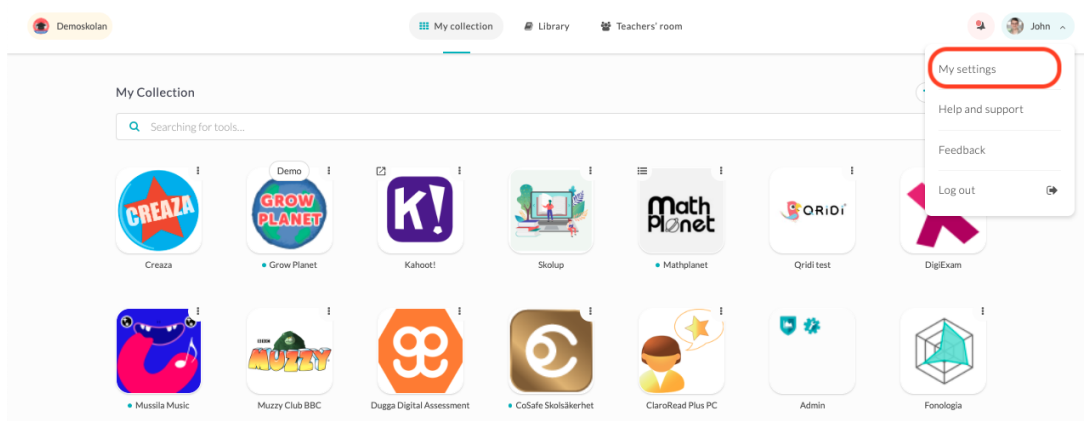 Demoskolan
My collection
Library
Teachers' room
John
My settings
Help and support
Feedback
Log out
My Collection
Searching for tools...
CREAZA
Creaza
Demo
GROW
PLANET
Grow Planet
K!
Kahoot!
Skolup
Math
Planet
Mathplanet
QRIDI
Qridi test
DigiExam
Mussila Music
BBC
MUZZY
Muzzy Club BBC
Dugga Digital Assessment
CoSafe Skolsäkerhet
ClaroRead Plus PC
Admin
Fonologia